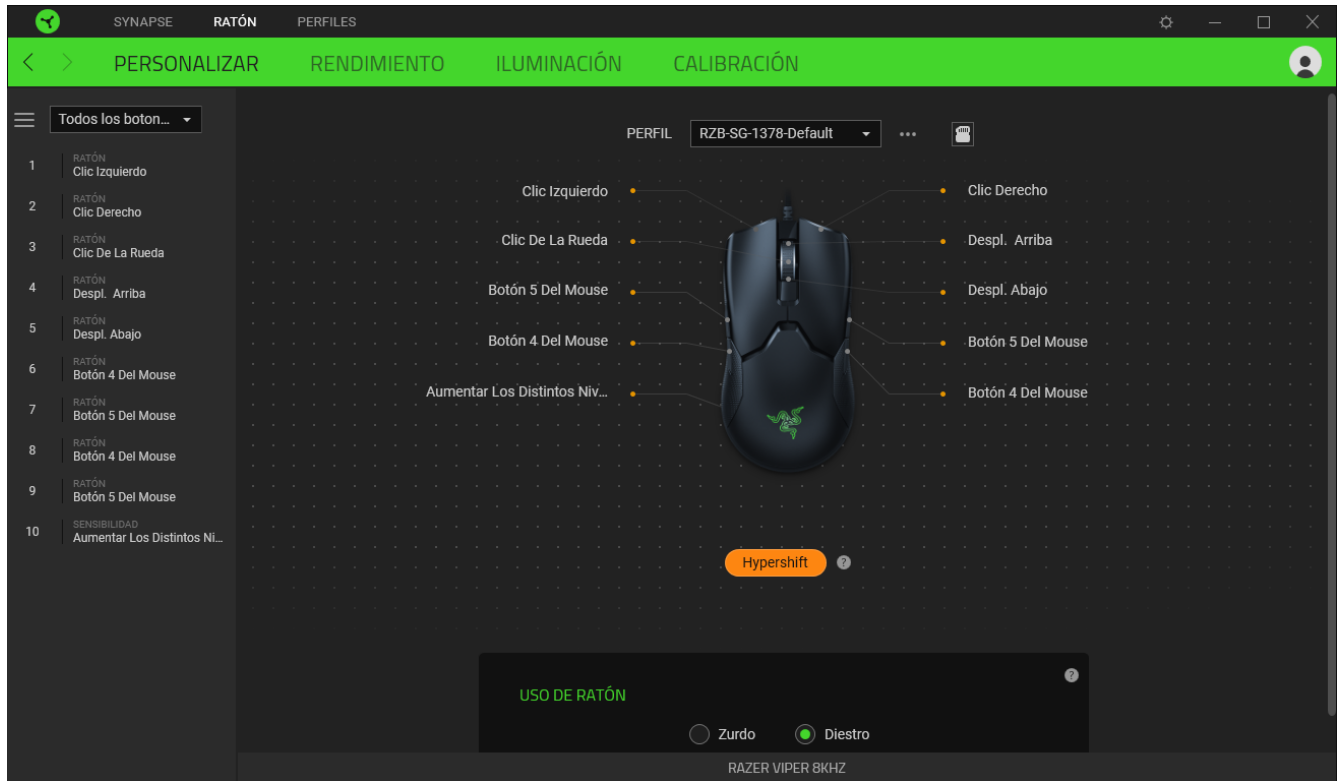 SYNAPSE RATÓN PERFILES
PERSONALIZAR RENDIMIENTO ILUMINACIÓN CALIBRACIÓN
Todos los boton...
1 RATÓN
Clic Izquierdo
2 RATÓN
Clic Derecho
3 RATÓN
Clic De La Rueda
4 RATÓN
Despl. Arriba
5 RATÓN
Despl. Abajo
6 RATÓN
Botón 4 Del Mouse
7 RATÓN
Botón 5 Del Mouse
8 RATÓN
Botón 4 Del Mouse
9 RATÓN
Botón 5 Del Mouse
10 SENSIBILIDAD
Aumentar Los Distintos Ni...
PERFIL RZB-SG-1378-Default
Clic Izquierdo
Clic De La Rueda
Botón 5 Del Mouse
Botón 4 Del Mouse
Aumentar Los Distintos Niv...
Clic Derecho
Despl. Arriba
Despl. Abajo
Botón 5 Del Mouse
Botón 4 Del Mouse
Hypershift ?
?
USO DE RATÓN
Zurdo Diestro
RAZER VIPER 8KHZ